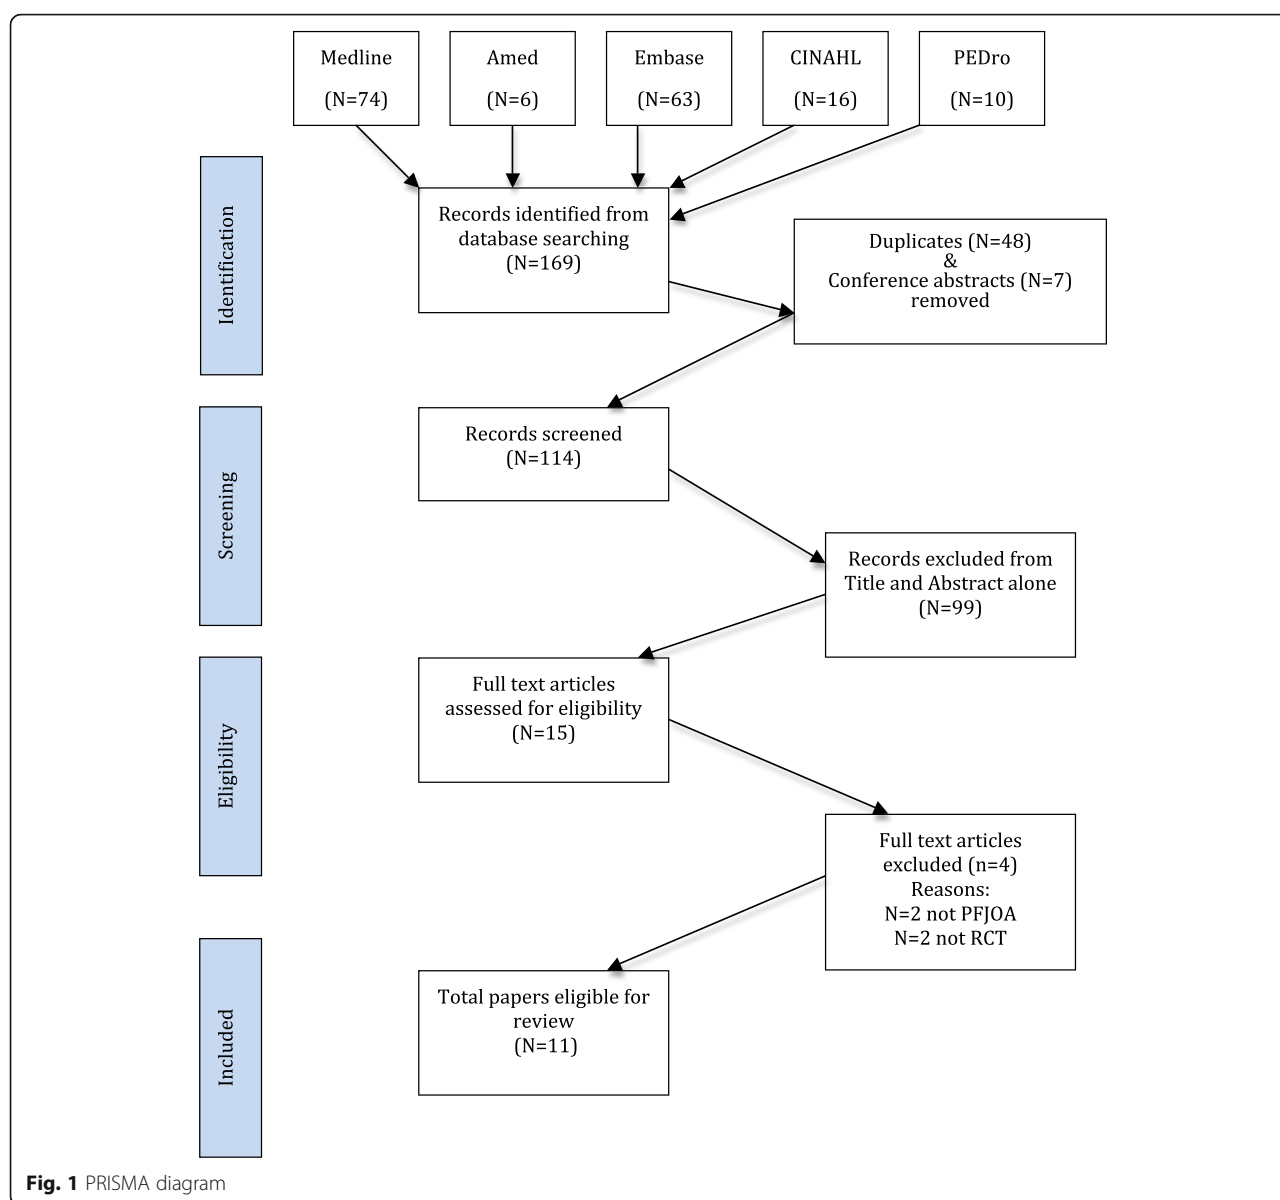 Medline
(N=74)
Amed
(N=6)
Embase
(N=63)
CINAHL
(N=16)
PEDro
(N=10)
Identification
Records identified from
database searching
(N=169)
Duplicates (N=48)
&
Conference abstracts (N=7)
removed
Screening
Records screened
(N=114)
Records excluded from
Title and Abstract alone
(N=99)
Eligibility
Full text articles
assessed for eligibility
(N=15)
Full text articles
excluded (n=4)
Reasons:
N=2 not PFJOA
N=2 not RCT
Included
Total papers eligible for
review
(N=11)
Fig. 1 PRISMA diagram